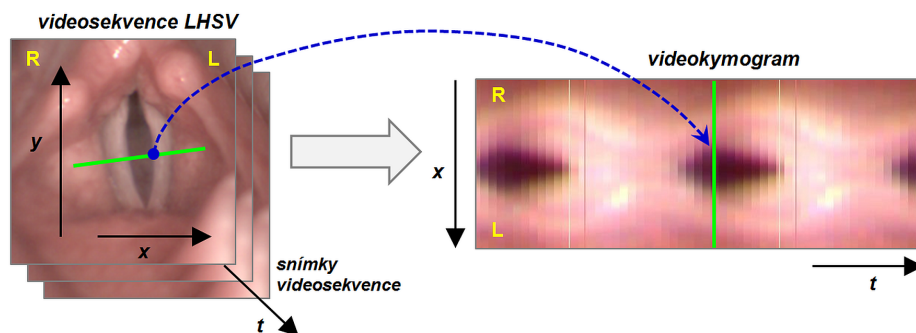 videosekvence LHSV
R L
y
x
snímky
videosekvence
t
videokymogram
R
x
L
t